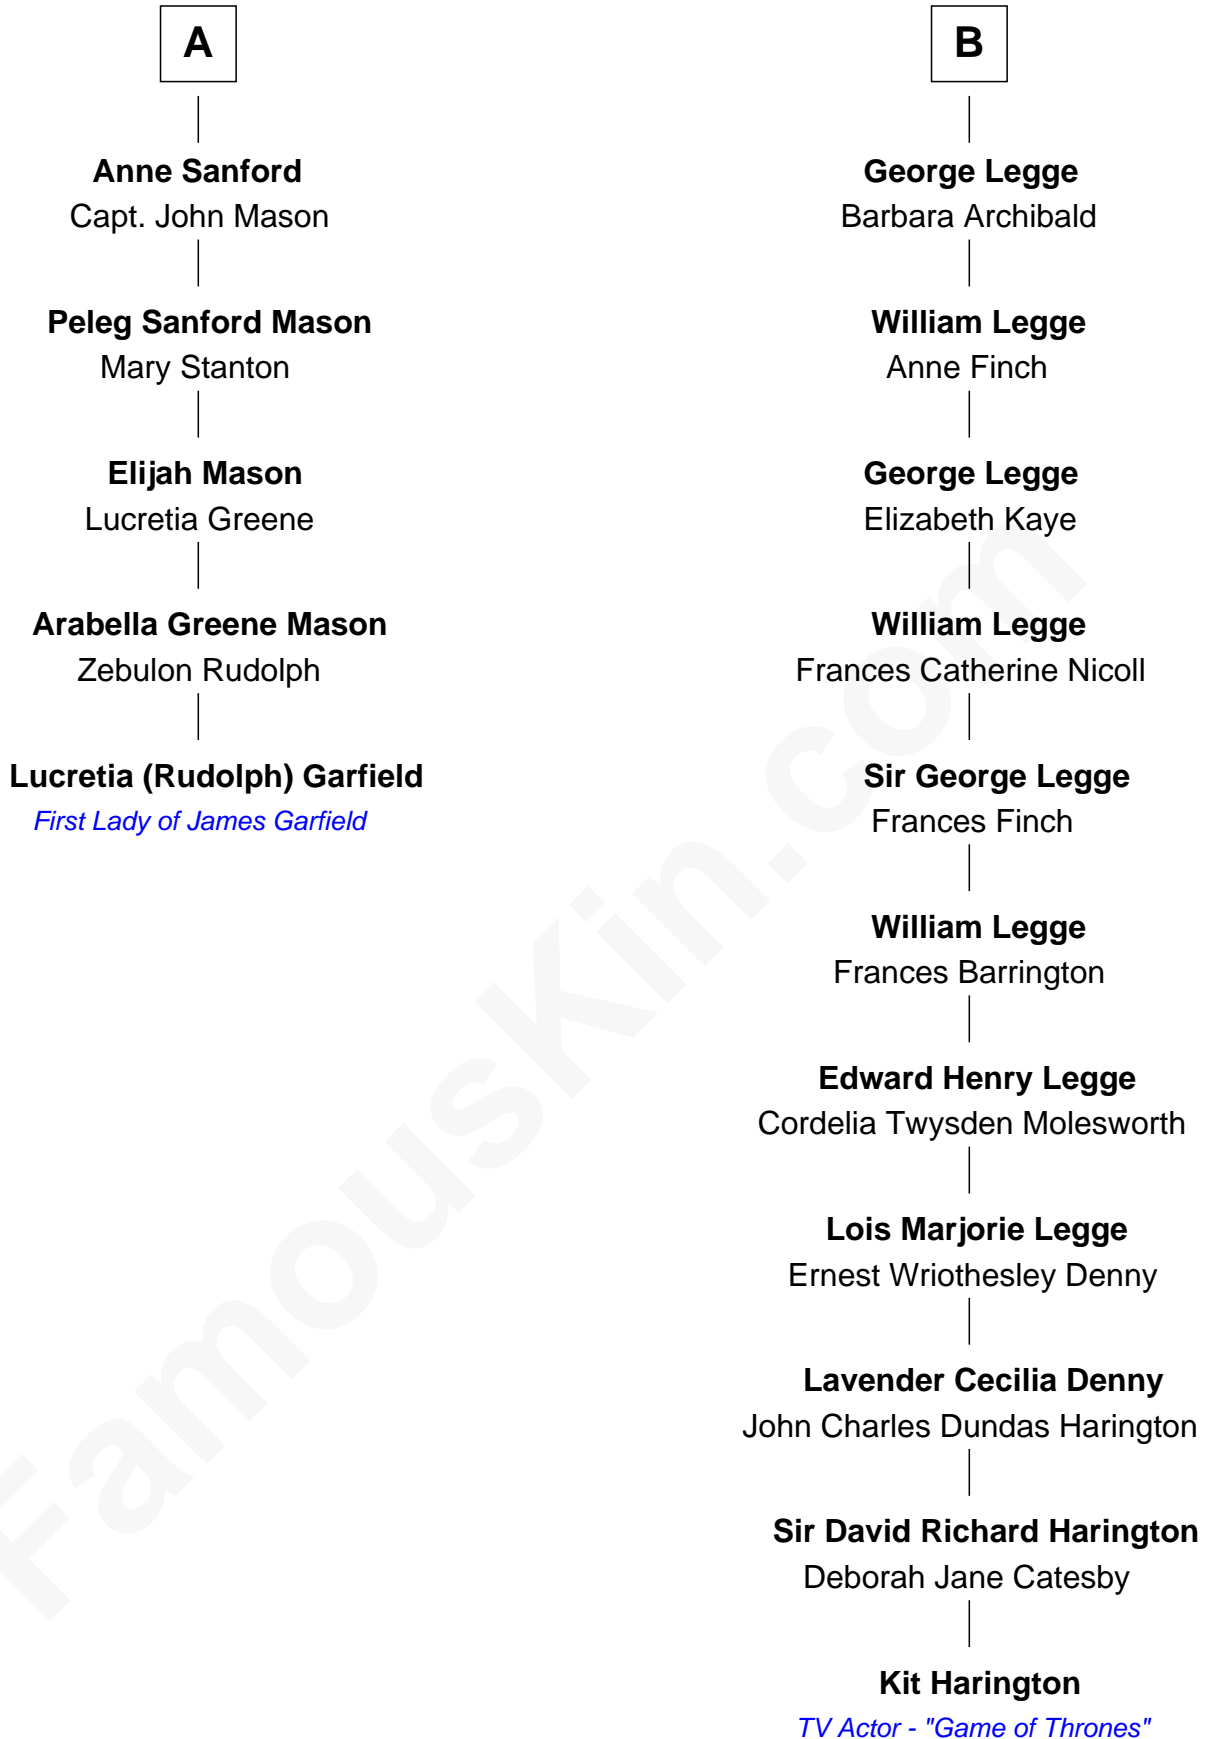 A
Anne Sanford
Capt. John Mason
Peleg Sanford Mason
Mary Stanton
Elijah Mason
Lucretia Greene
Arabella Greene Mason
Zebulon Rudolph
Lucretia (Rudolph) Garfield
First Lady of James Garfield
B
George Legge
Barbara Archibald
William Legge
Anne Finch
George Legge
Elizabeth Kaye
William Legge
Frances Catherine Nicoll
Sir George Legge
Frances Finch
William Legge
Frances Barrington
Edward Henry Legge
Cordelia Twysden Molesworth
Lois Marjorie Legge
Ernest Wriothesley Denny
Lavender Cecilia Denny
John Charles Dundas Harington
Sir David Richard Harington
Deborah Jane Catesby
Kit Harington
TV Actor - "Game of Thrones"
FamousKin.com